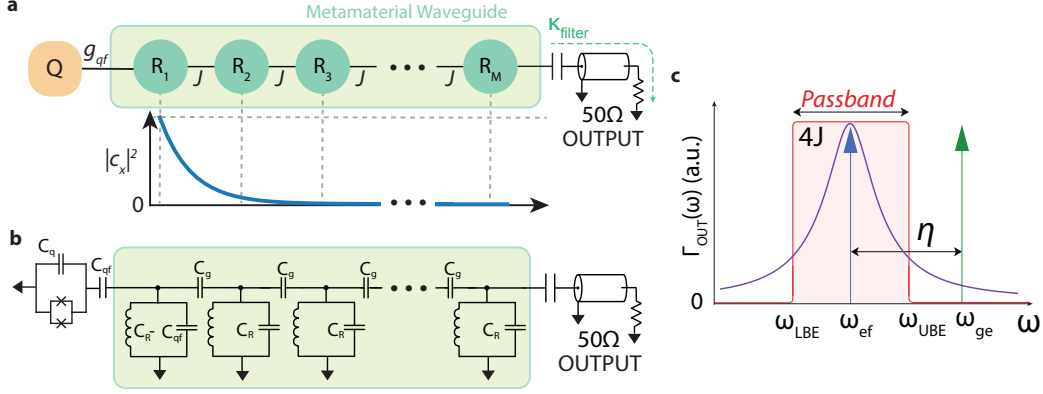 a
Metamaterial Waveguide
κfilter
Q
gqf
R1
J
R2
J
R3
J
J
RM
50Ω
OUTPUT
|cx|²
0
b
Cq
Cqf
Cg
Cg
Cg
Cg
CR- Cqf
CR
CR
CR
50Ω
OUTPUT
c
Passband
4J
ΓOUT(ω) (a.u.)
η
0
ωLBE
ωef
ωUBE
ωge
ω